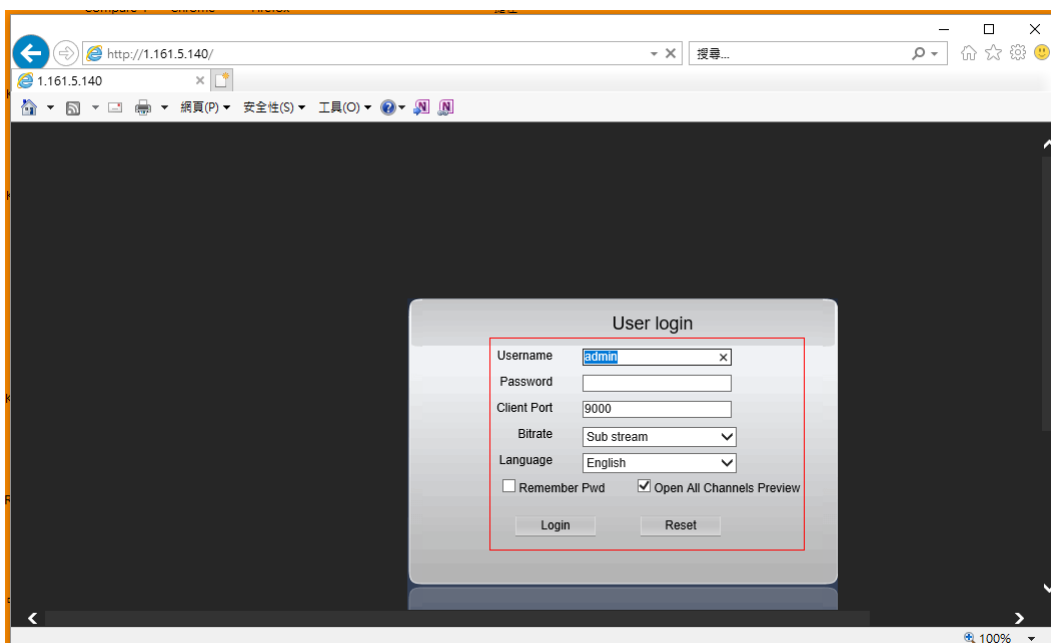 http://1.161.5.140/
搜尋...
1.161.5.140
網頁(P) 安全性(S) 工具(O)
User login
Username admin
Password
Client Port 9000
Bitrate Sub stream
Language English
Remember Pwd Open All Channels Preview
Login Reset
100%